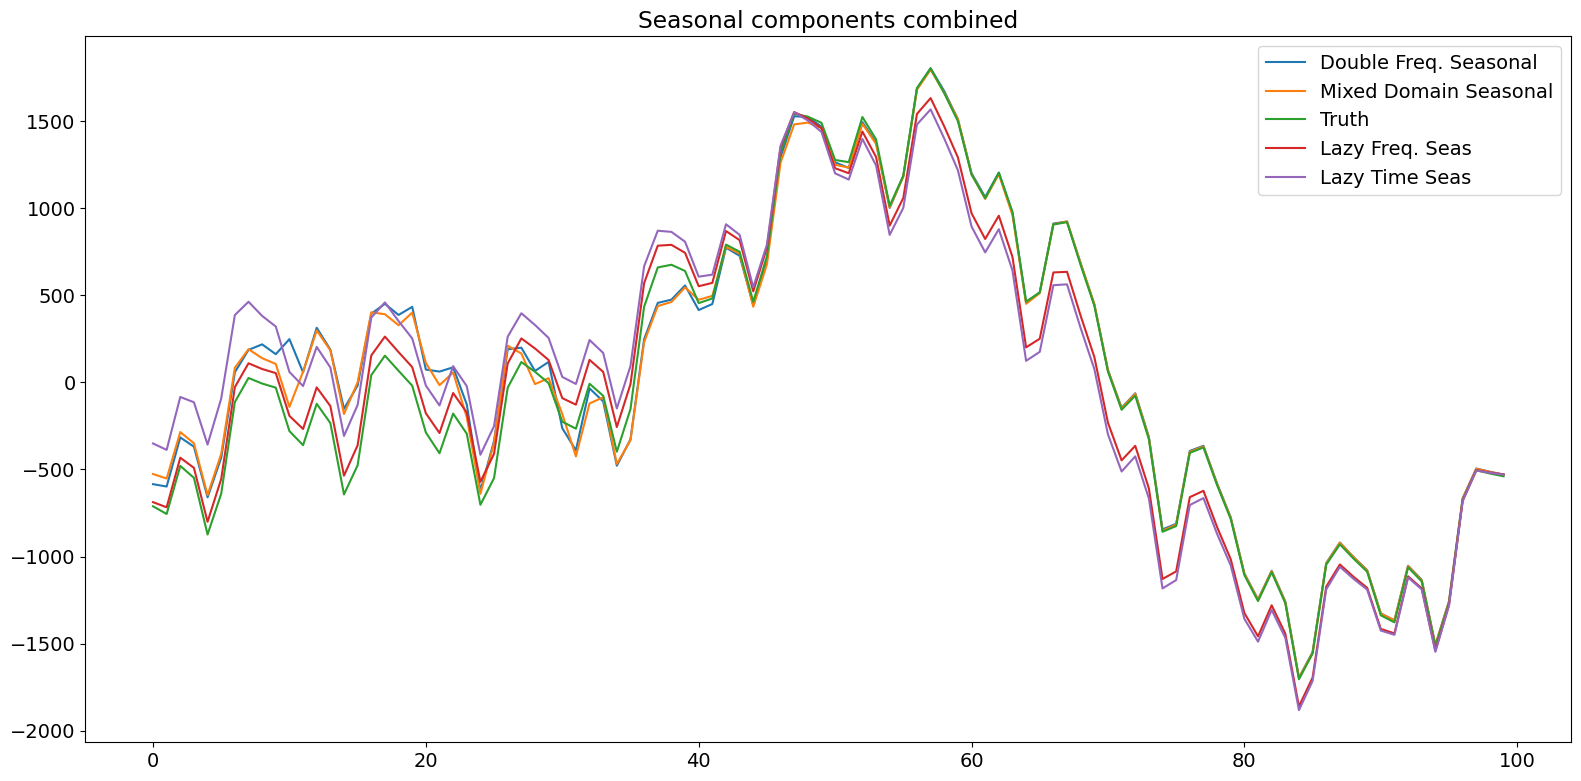 Seasonal components combined
Double Freq. Seasonal
Mixed Domain Seasonal
Truth
Lazy Freq. Seas
Lazy Time Seas
1500
1000
500
0
−500
−1000
−1500
−2000
0 20 40 60 80 100